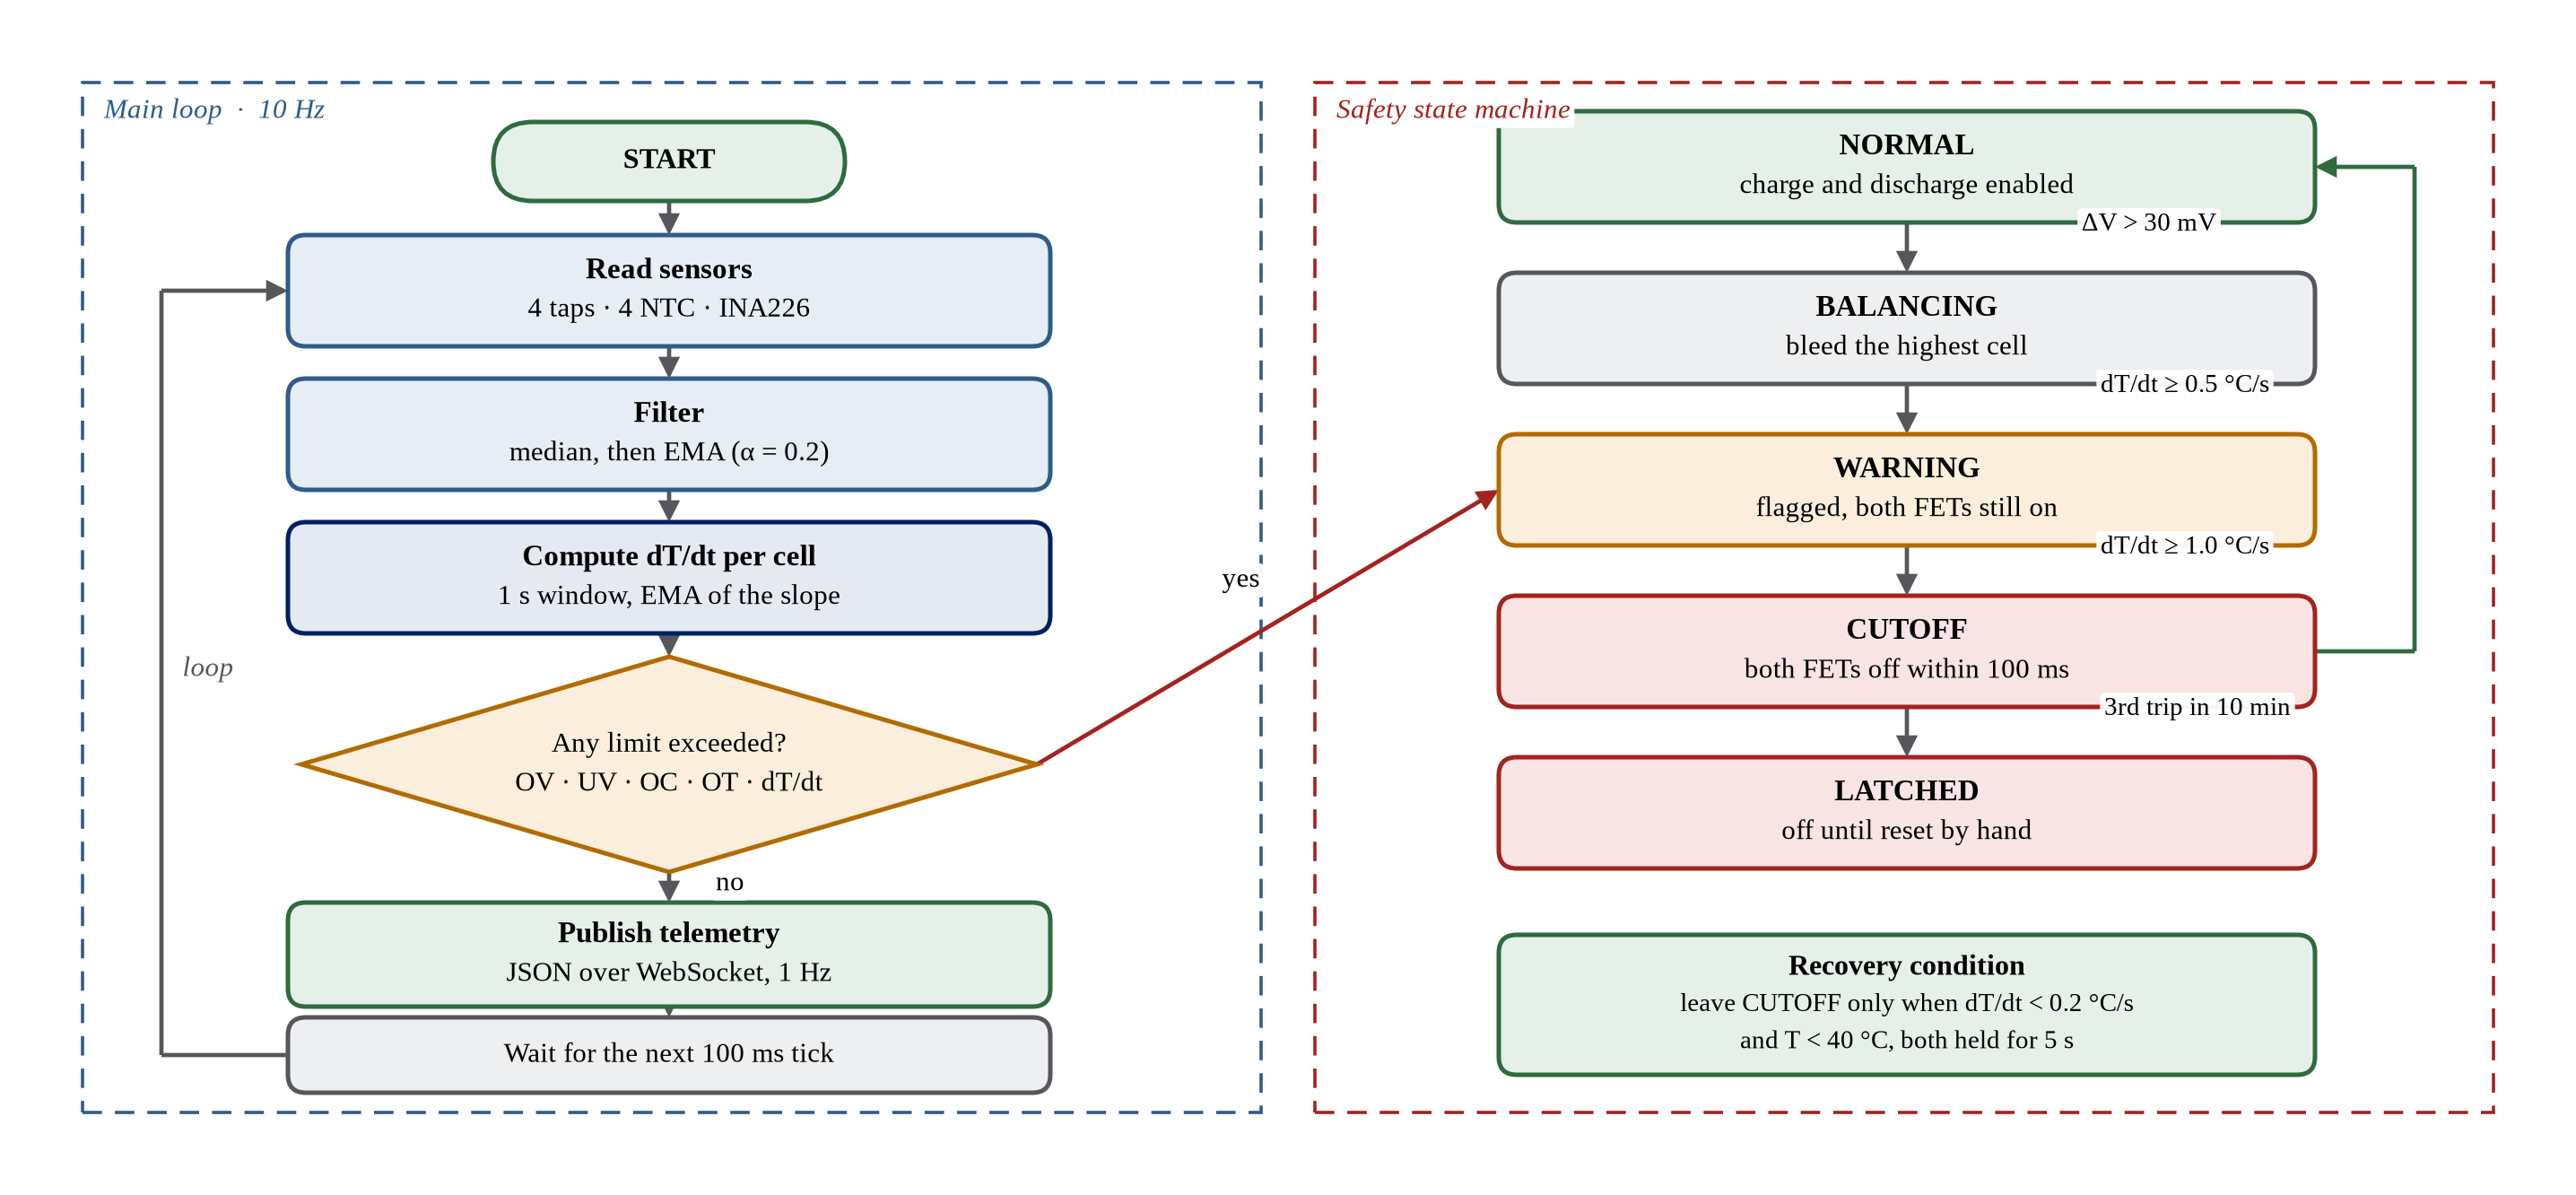 Main loop · 10 Hz
START
Read sensors
4 taps · 4 NTC · INA226
Filter
median, then EMA (α = 0.2)
Compute dT/dt per cell
1 s window, EMA of the slope
loop
Any limit exceeded?
OV · UV · OC · OT · dT/dt
yes
no
Publish telemetry
JSON over WebSocket, 1 Hz
Wait for the next 100 ms tick
Safety state machine
NORMAL
charge and discharge enabled
ΔV > 30 mV
BALANCING
bleed the highest cell
dT/dt ≥ 0.5 °C/s
WARNING
flagged, both FETs still on
dT/dt ≥ 1.0 °C/s
CUTOFF
both FETs off within 100 ms
3rd trip in 10 min
LATCHED
off until reset by hand
Recovery condition
leave CUTOFF only when dT/dt < 0.2 °C/s
and T < 40 °C, both held for 5 s